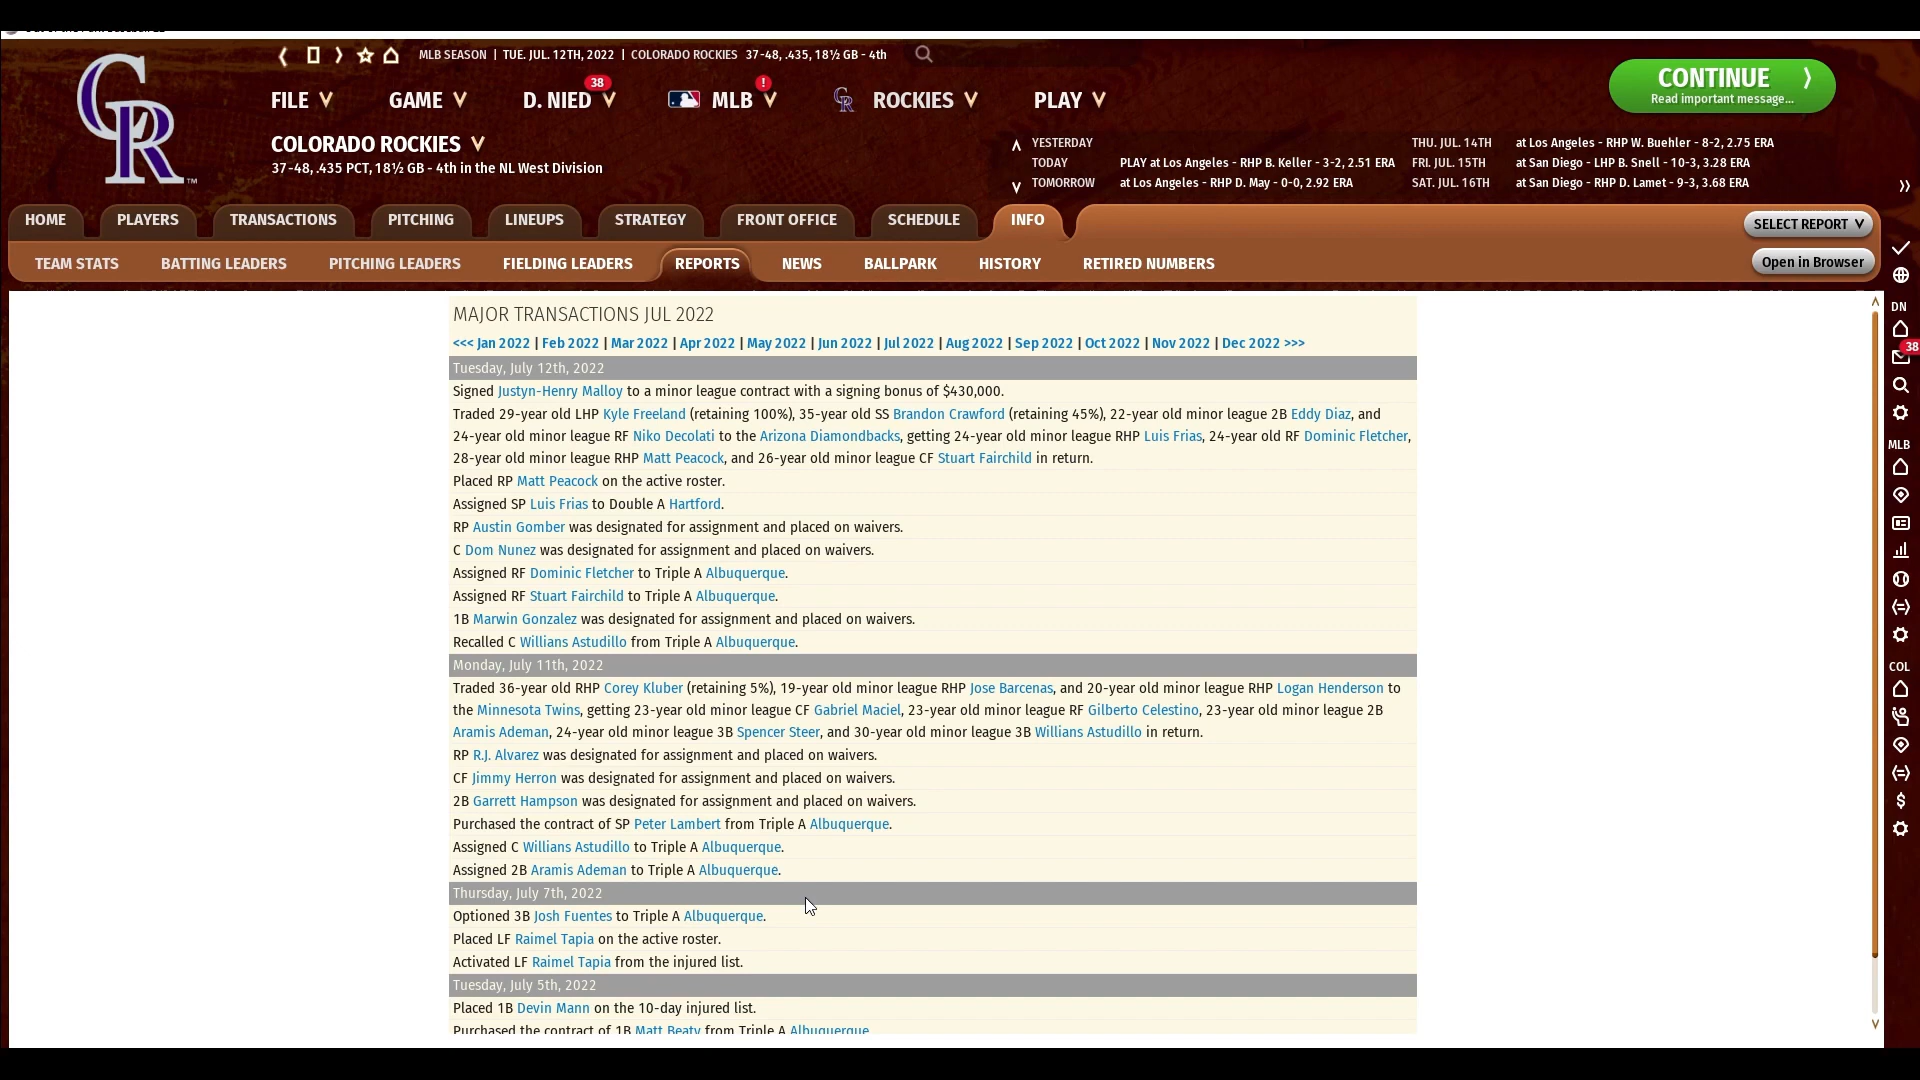 MLB SEASON | TUE. JUL. 12TH, 2022 | COLORADO ROCKIES 37-48, .435, 18½ GB - 4th
FILE GAME D. NIED 38 MLB ! ROCKIES PLAY
CONTINUE
Read important message...
COLORADO ROCKIES
37-48, .435 PCT, 18½ GB - 4th in the NL West Division
YESTERDAY
TODAY PLAY at Los Angeles - RHP B. Keller - 3-2, 2.51 ERA
TOMORROW at Los Angeles - RHP D. May - 0-0, 2.92 ERA
THU. JUL. 14TH at Los Angeles - RHP W. Buehler - 8-2, 2.75 ERA
FRI. JUL. 15TH at San Diego - LHP B. Snell - 10-3, 3.28 ERA
SAT. JUL. 16TH at San Diego - RHP D. Lamet - 9-3, 3.68 ERA
HOME PLAYERS TRANSACTIONS PITCHING LINEUPS STRATEGY FRONT OFFICE SCHEDULE INFO
SELECT REPORT
TEAM STATS BATTING LEADERS PITCHING LEADERS FIELDING LEADERS REPORTS NEWS BALLPARK HISTORY RETIRED NUMBERS
Open in Browser
MAJOR TRANSACTIONS JUL 2022
<<< Jan 2022 | Feb 2022 | Mar 2022 | Apr 2022 | May 2022 | Jun 2022 | Jul 2022 | Aug 2022 | Sep 2022 | Oct 2022 | Nov 2022 | Dec 2022 >>>
Tuesday, July 12th, 2022
Signed Justyn-Henry Malloy to a minor league contract with a signing bonus of $430,000.
Traded 29-year old LHP Kyle Freeland (retaining 100%), 35-year old SS Brandon Crawford (retaining 45%), 22-year old minor league 2B Eddy Diaz, and
24-year old minor league RF Niko Decolati to the Arizona Diamondbacks, getting 24-year old minor league RHP Luis Frias, 24-year old RF Dominic Fletcher,
28-year old minor league RHP Matt Peacock, and 26-year old minor league CF Stuart Fairchild in return.
Placed RP Matt Peacock on the active roster.
Assigned SP Luis Frias to Double A Hartford.
RP Austin Gomber was designated for assignment and placed on waivers.
C Dom Nunez was designated for assignment and placed on waivers.
Assigned RF Dominic Fletcher to Triple A Albuquerque.
Assigned RF Stuart Fairchild to Triple A Albuquerque.
1B Marwin Gonzalez was designated for assignment and placed on waivers.
Recalled C Willians Astudillo from Triple A Albuquerque.
Monday, July 11th, 2022
Traded 36-year old RHP Corey Kluber (retaining 5%), 19-year old minor league RHP Jose Barcenas, and 20-year old minor league RHP Logan Henderson to
the Minnesota Twins, getting 23-year old minor league CF Gabriel Maciel, 23-year old minor league RF Gilberto Celestino, 23-year old minor league 2B
Aramis Ademan, 24-year old minor league 3B Spencer Steer, and 30-year old minor league 3B Willians Astudillo in return.
RP R.J. Alvarez was designated for assignment and placed on waivers.
CF Jimmy Herron was designated for assignment and placed on waivers.
2B Garrett Hampson was designated for assignment and placed on waivers.
Purchased the contract of SP Peter Lambert from Triple A Albuquerque.
Assigned C Willians Astudillo to Triple A Albuquerque.
Assigned 2B Aramis Ademan to Triple A Albuquerque.
Thursday, July 7th, 2022
Optioned 3B Josh Fuentes to Triple A Albuquerque.
Placed LF Raimel Tapia on the active roster.
Activated LF Raimel Tapia from the injured list.
Tuesday, July 5th, 2022
Placed 1B Devin Mann on the 10-day injured list.
Purchased the contract of 1B Matt Beaty from Triple A Albuquerque
DN
38
MLB
COL
$